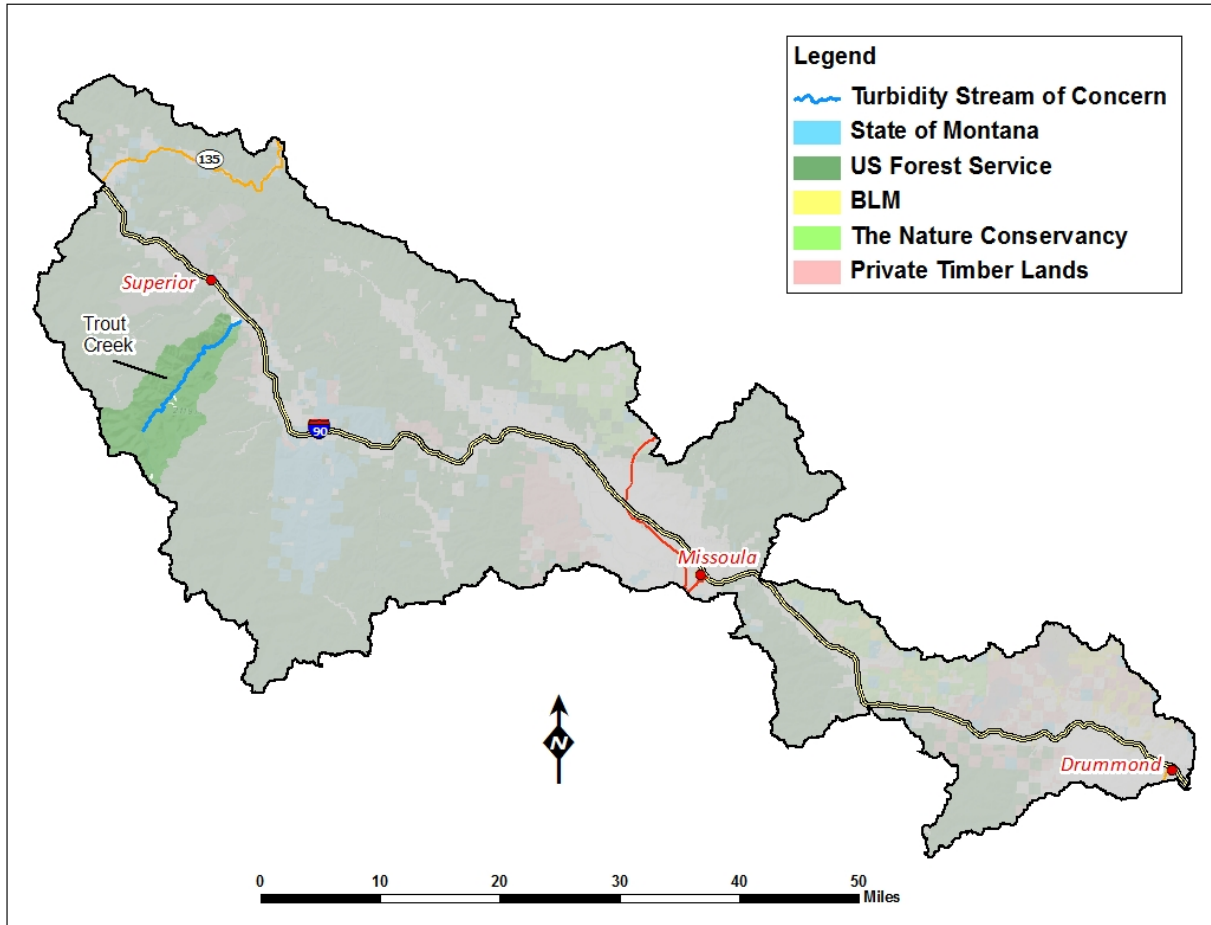 Legend
Turbidity Stream of Concern
State of Montana
US Forest Service
BLM
The Nature Conservancy
Private Timber Lands
135
Superior
Trout
Creek
90
Missoula
Drummond
N
0 10 20 30 40 50
Miles